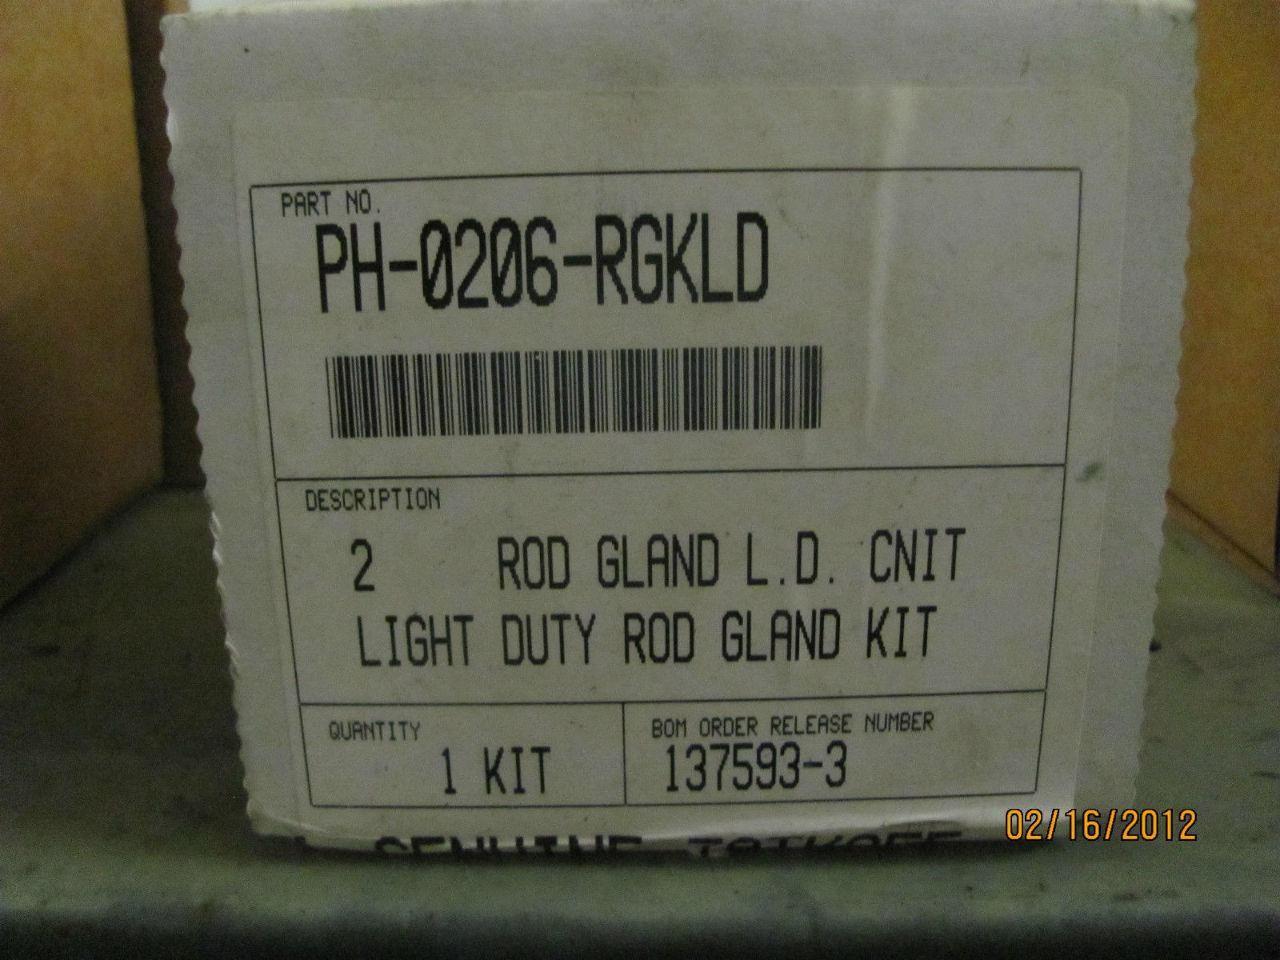 PART NO.
PH-0206-RGKLD
DESCRIPTION
2 ROD GLAND L.D. CNIT
LIGHT DUTY ROD GLAND KIT
QUANTITY
1 KIT
BOM ORDER RELEASE NUMBER
137593-3
GENUINE
02/16/2012